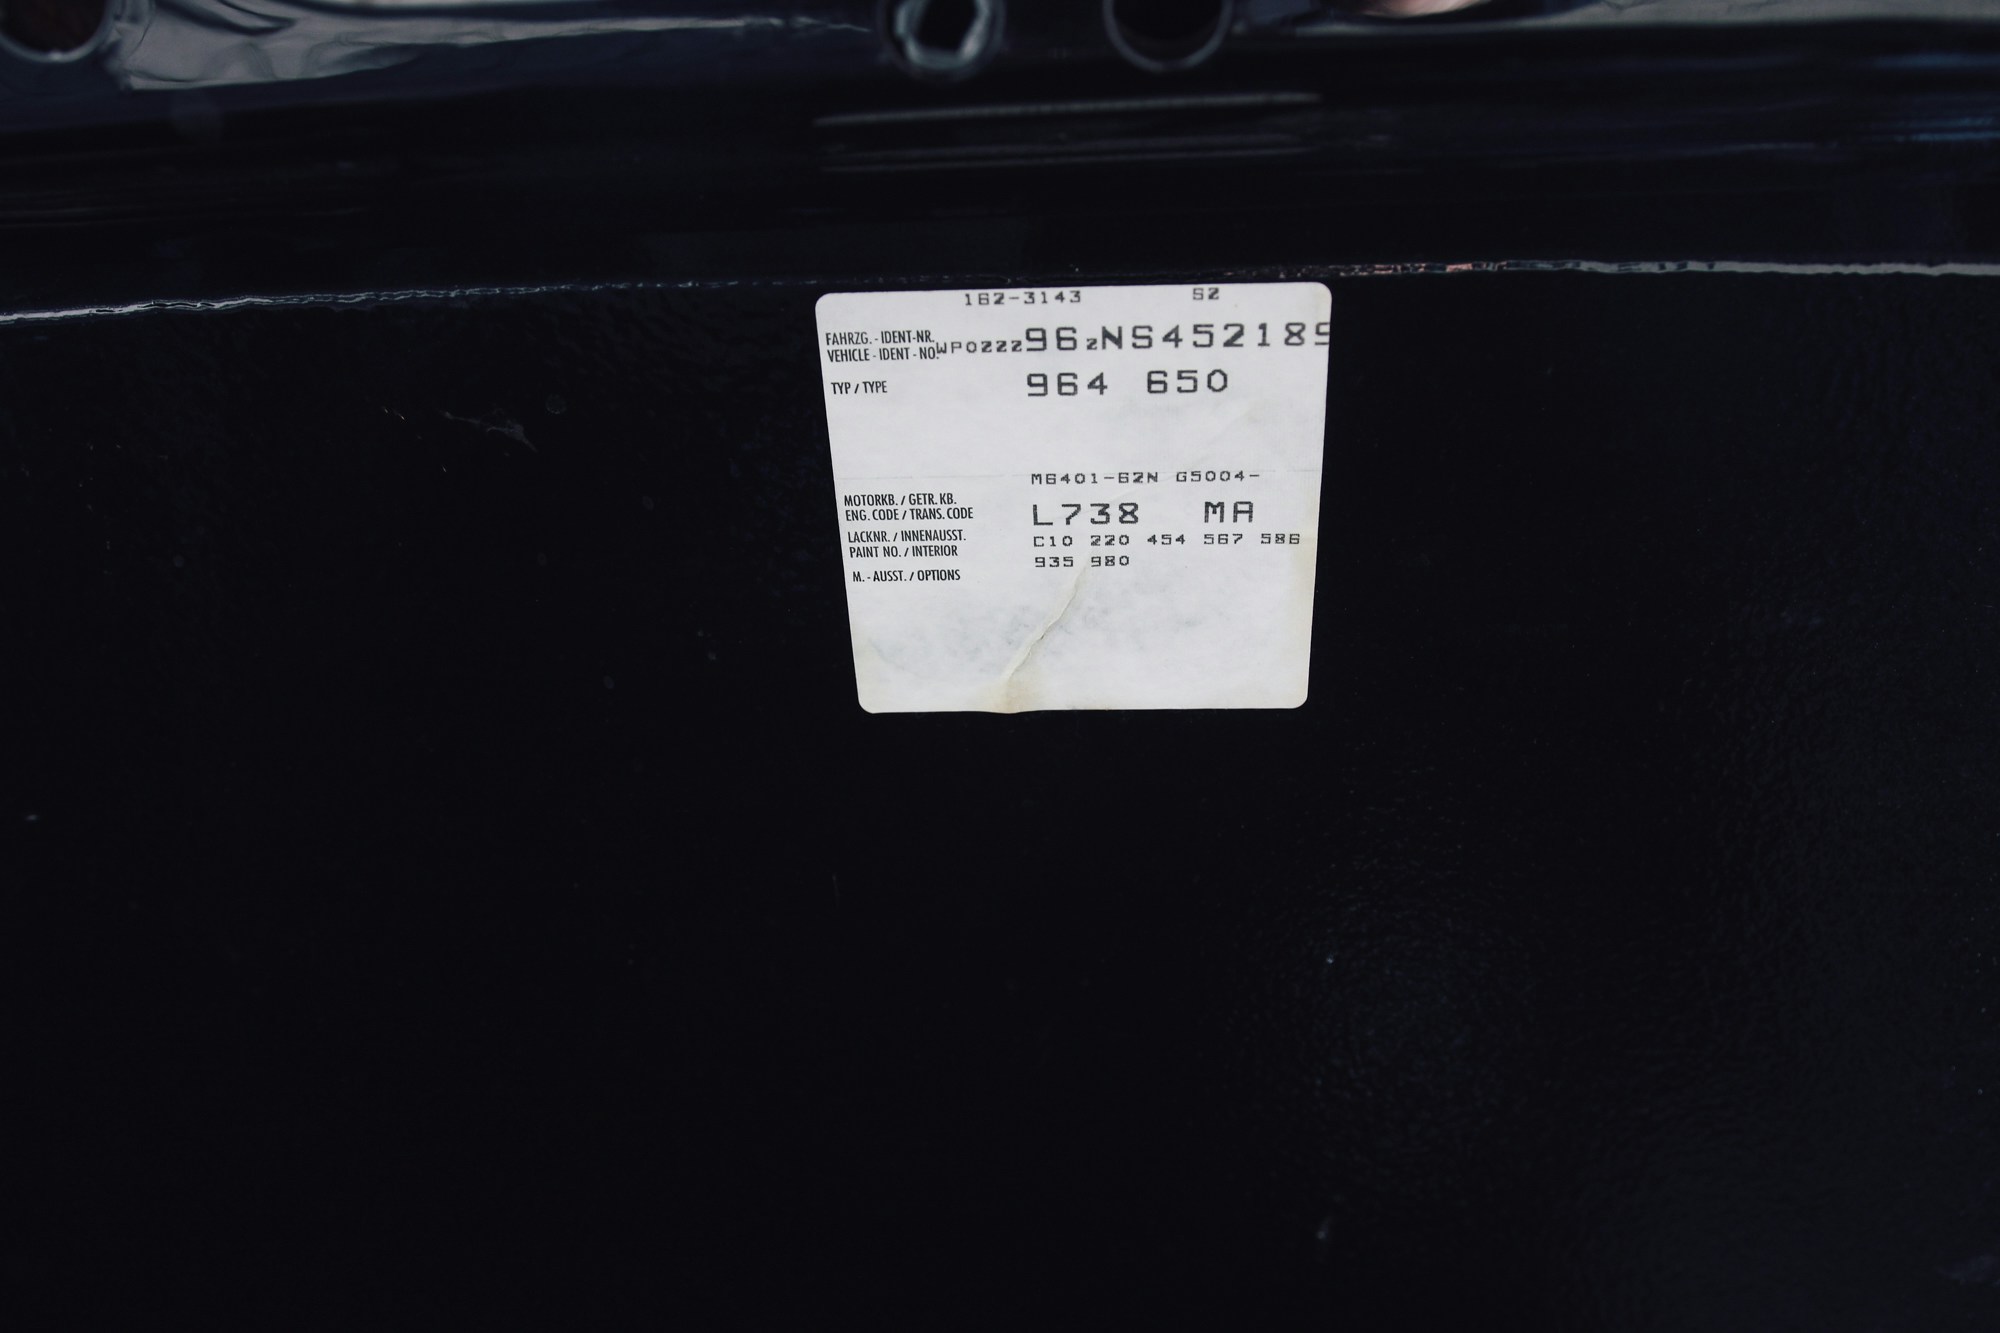 162-3143 S2
FAHRZG.-IDENT-NR.
VEHICLE-IDENT-NO. WP0ZZZ96ZNS452189
TYP / TYPE 964 650
M6401-62N G5004-
MOTORKB. / GETR. KB.
ENG. CODE / TRANS. CODE L738 MA
LACKNR. / INNENAUSST. C10 220 454 567 586
PAINT NO. / INTERIOR 935 980
M.-AUSST. / OPTIONS